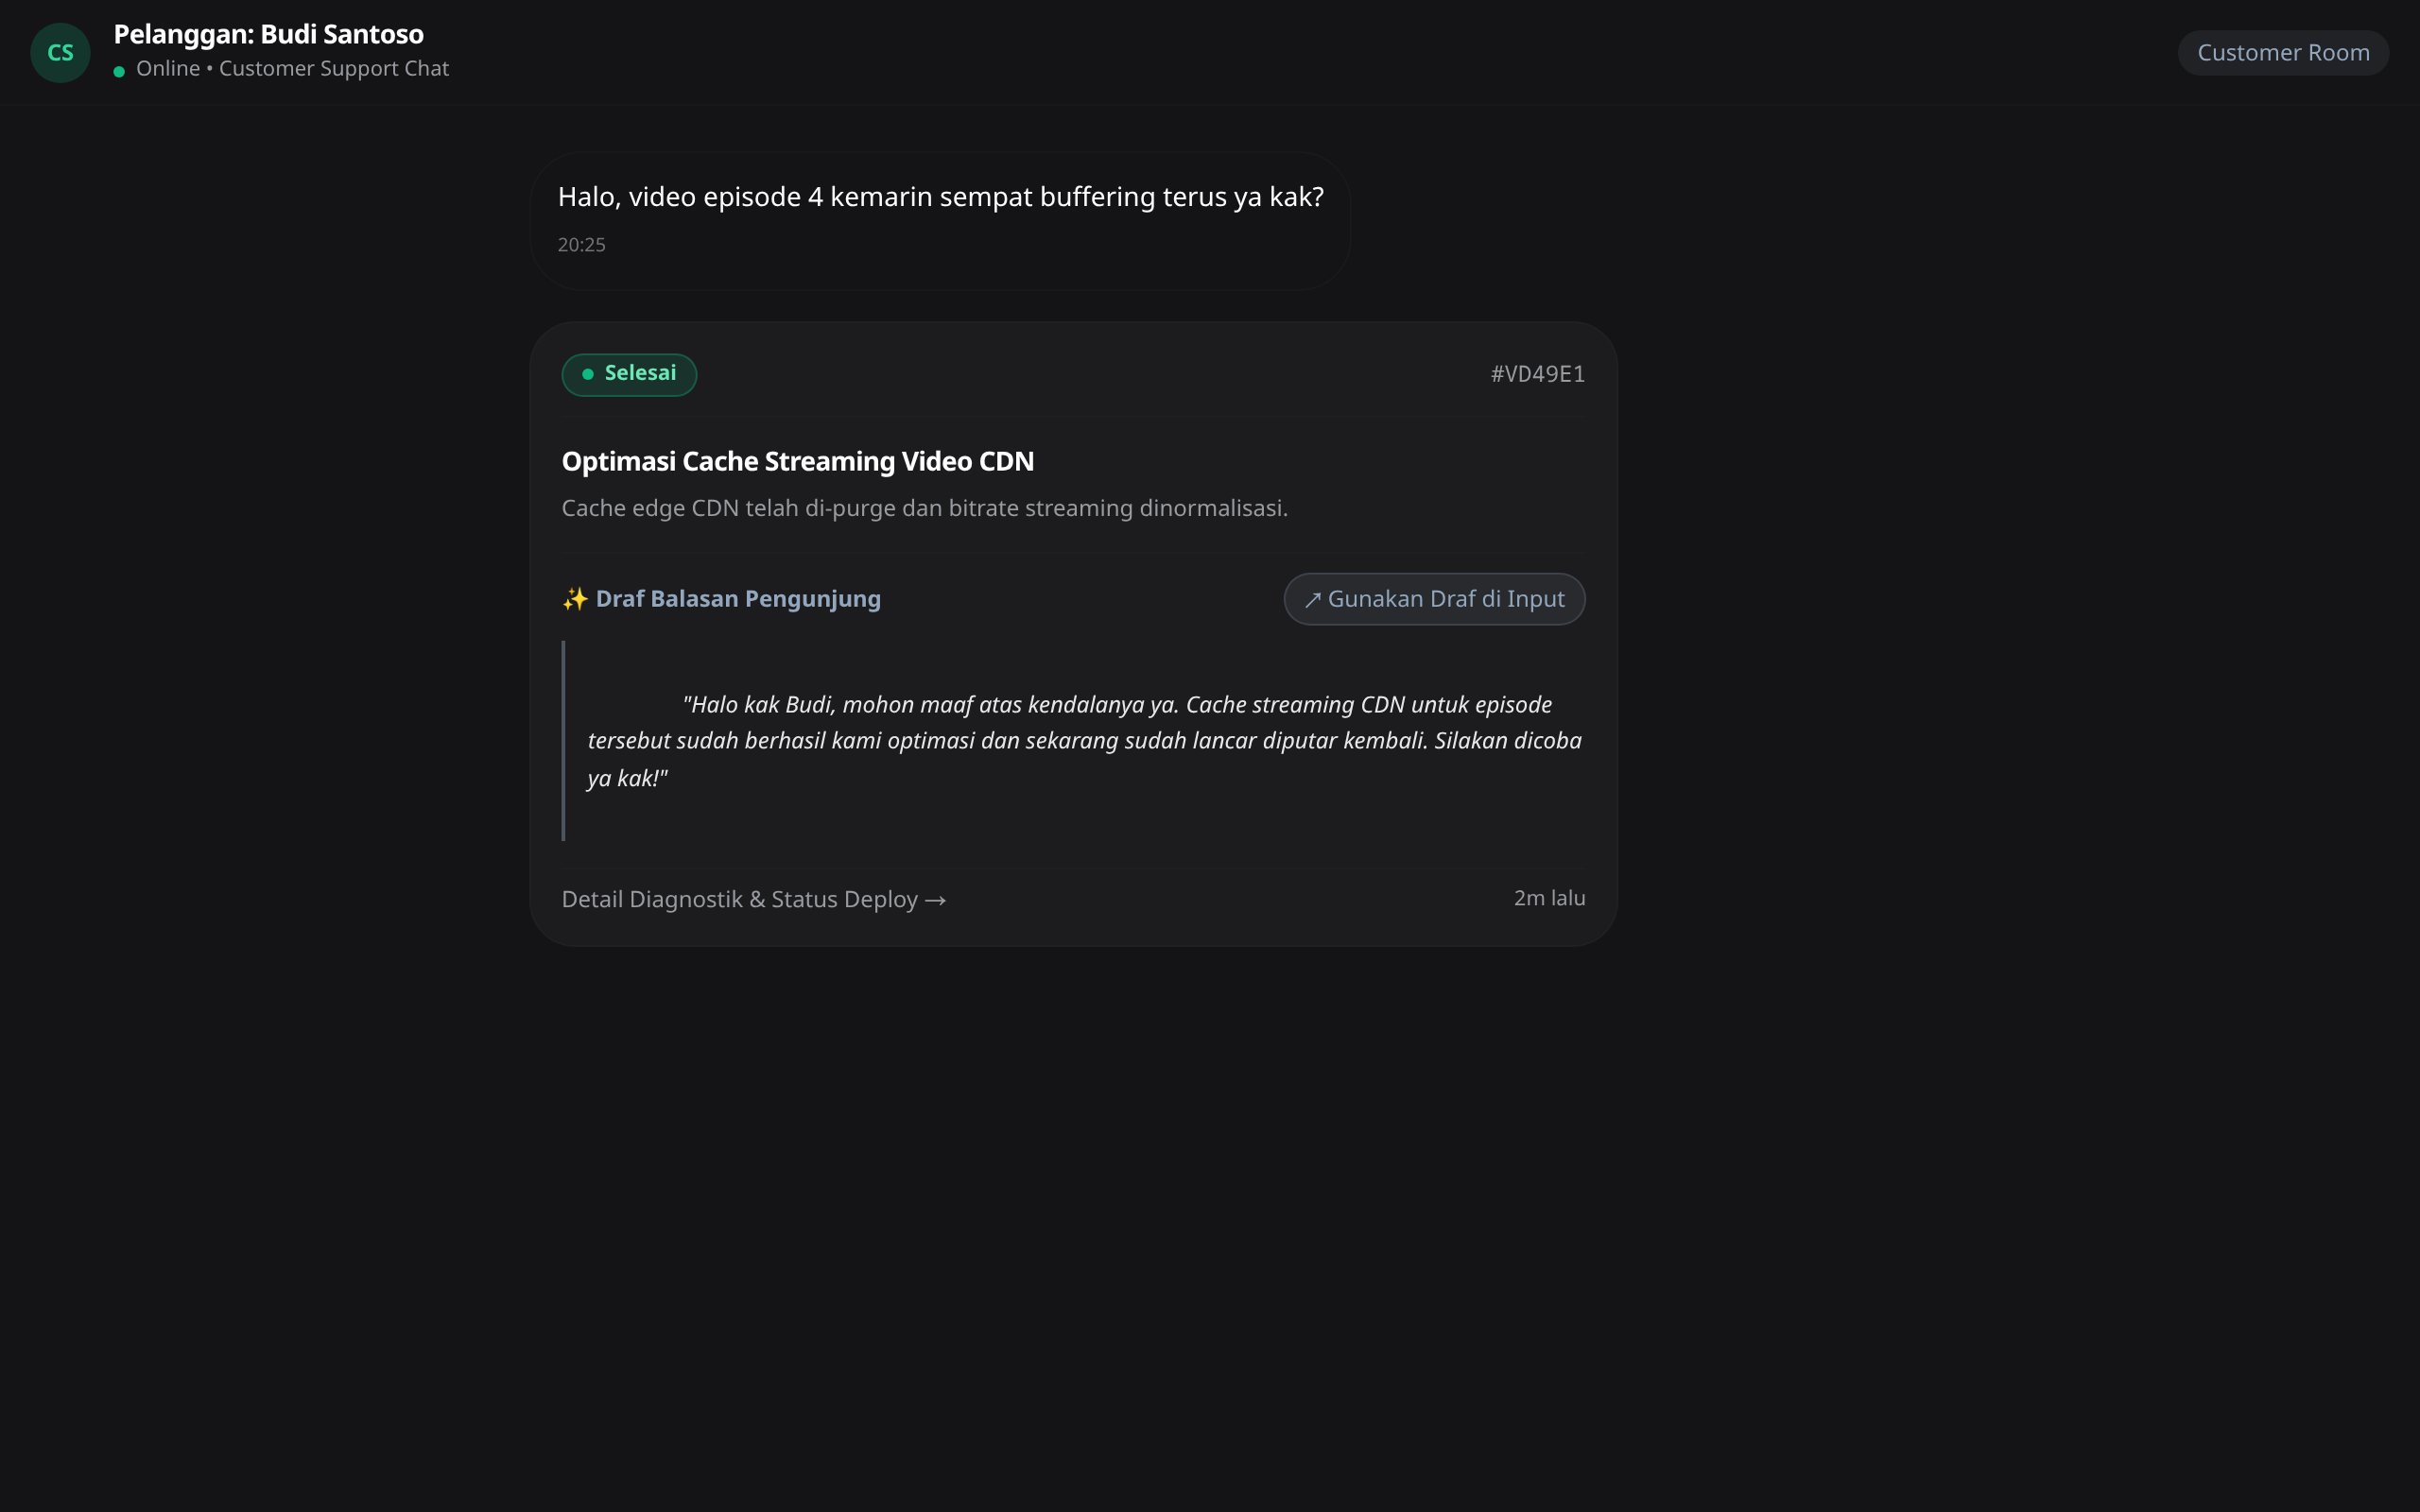 CS
Pelanggan: Budi Santoso
Online • Customer Support Chat
Customer Room
Halo, video episode 4 kemarin sempat buffering terus ya kak?
20:25
Selesai
#VD49E1
Optimasi Cache Streaming Video CDN
Cache edge CDN telah di-purge dan bitrate streaming dinormalisasi.
✨ Draf Balasan Pengunjung
↗ Gunakan Draf di Input
"Halo kak Budi, mohon maaf atas kendalanya ya. Cache streaming CDN untuk episode
tersebut sudah berhasil kami optimasi dan sekarang sudah lancar diputar kembali. Silakan dicoba
ya kak!"
Detail Diagnostik & Status Deploy →
2m lalu